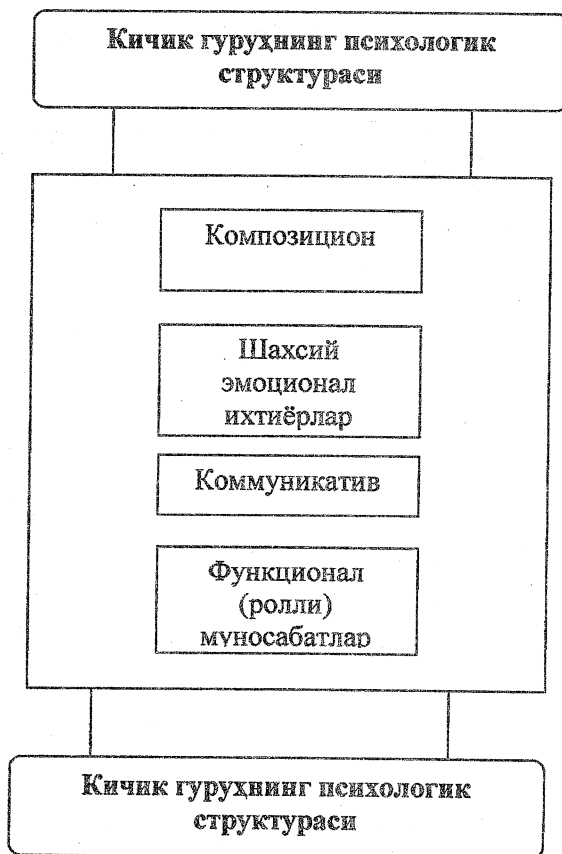 Кичик гуруҳнинг психологик
структураси
Композицион
Шахсий
эмоционал
ихтиёрлар
Коммуникатив
Функционал
(ролли)
муносабатлар
Кичик гуруҳнинг психологик
структураси